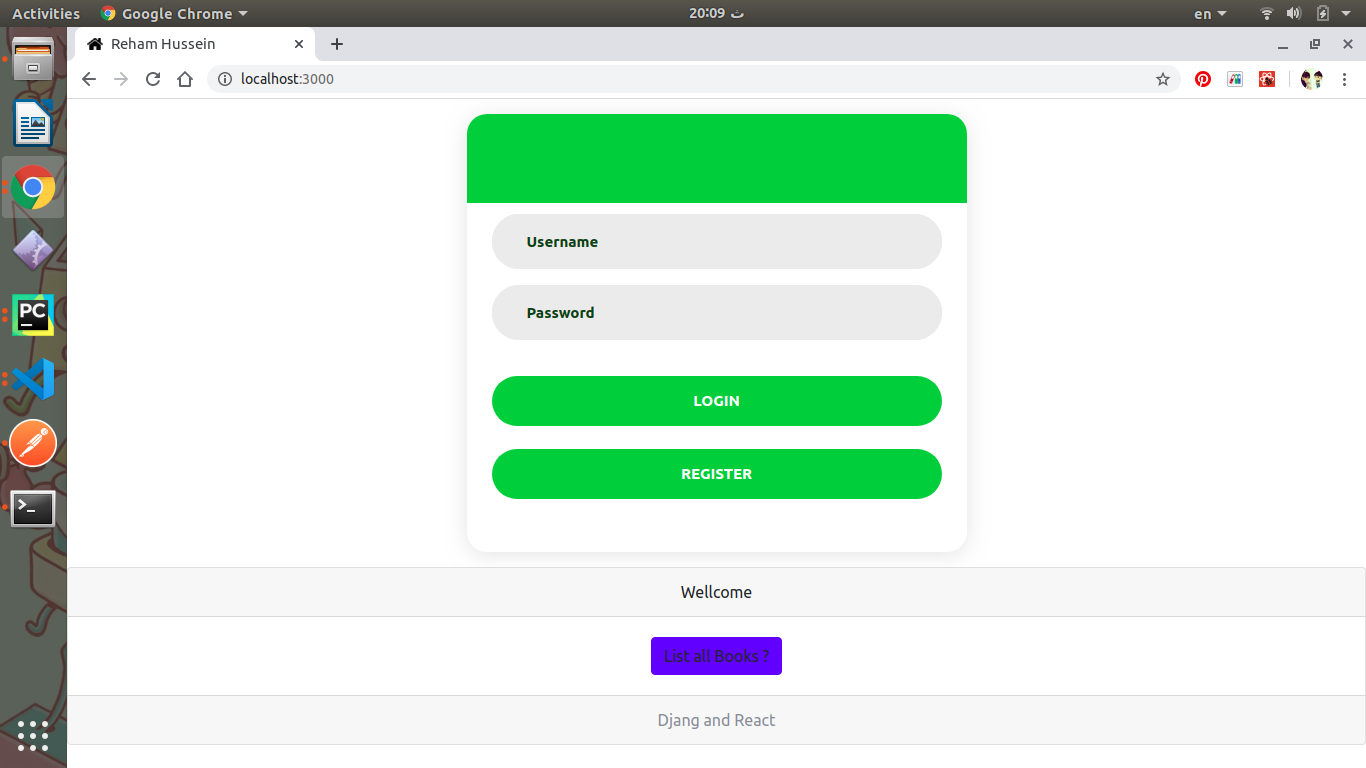 Activities Google Chrome ث 20:09 en
Reham Hussein
localhost:3000
PC
Username
Password
LOGIN
REGISTER
>_
Wellcome
List all Books ?
Djang and React